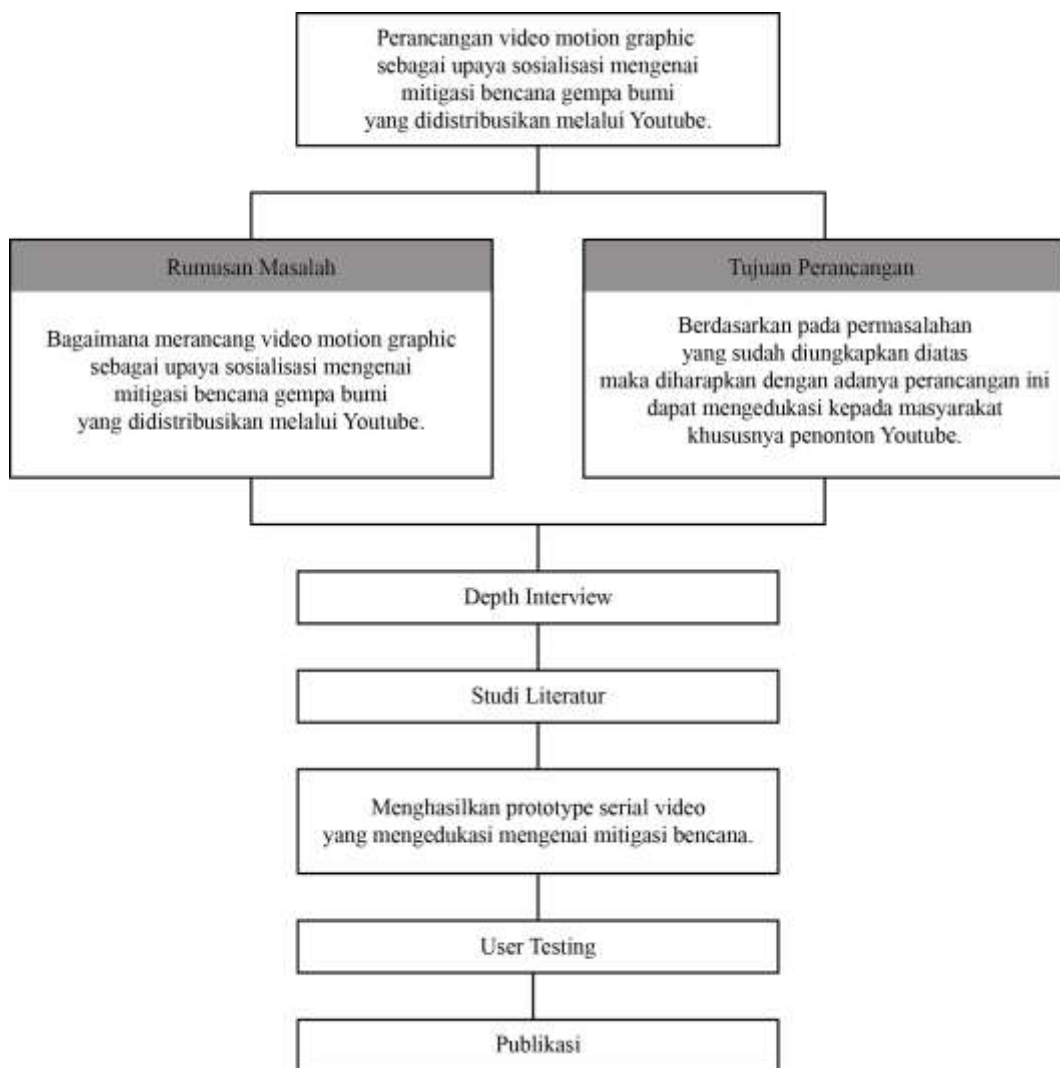 Perancangan video motion graphic
sebagai upaya sosialisasi mengenai
mitigasi bencana gempa bumi
yang didistribusikan melalui Youtube.
Rumusan Masalah
Bagaimana merancang video motion graphic
sebagai upaya sosialisasi mengenai
mitigasi bencana gempa bumi
yang didistribusikan melalui Youtube.
Tujuan Perancangan
Berdasarkan pada permasalahan
yang sudah diungkapkan diatas
maka diharapkan dengan adanya perancangan ini
dapat mengedukasi kepada masyarakat
khususnya penonton Youtube.
Depth Interview
Studi Literatur
Menghasilkan prototype serial video
yang mengedukasi mengenai mitigasi bencana.
User Testing
Publikasi